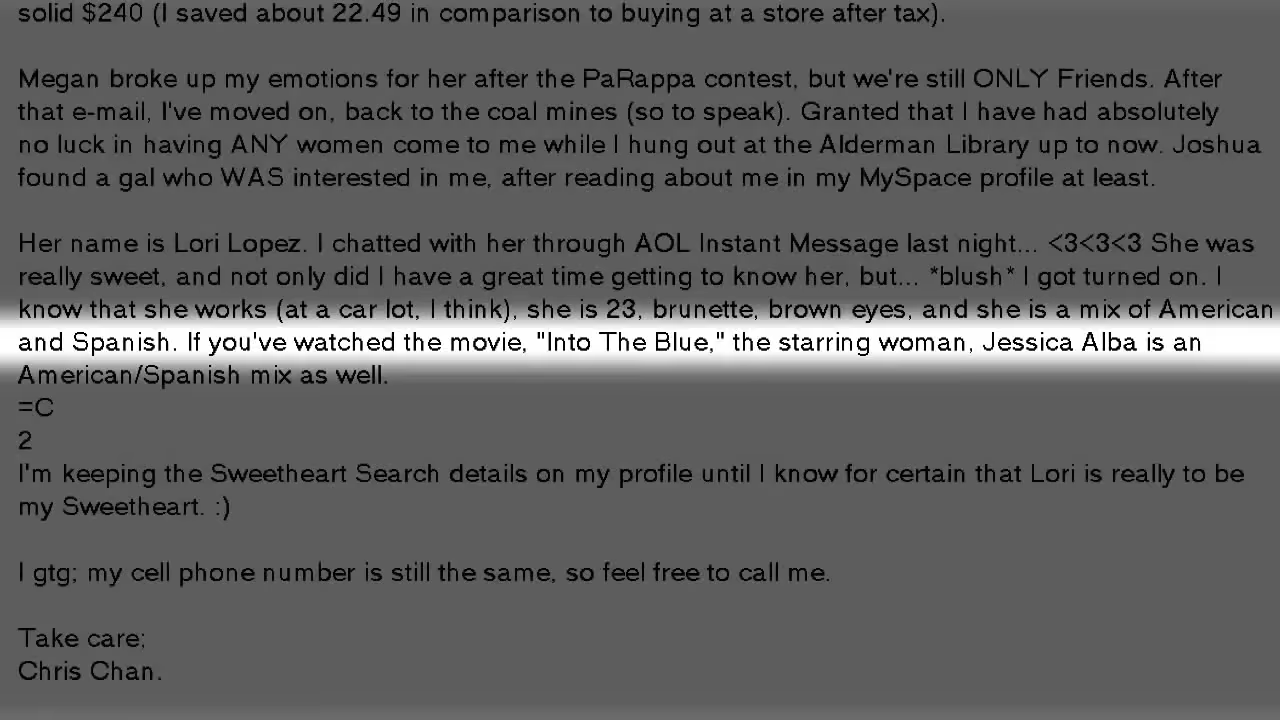 solid $240 (I saved about 22.49 in comparison to buying at a store after tax).
Megan broke up my emotions for her after the PaRappa contest, but we're still ONLY Friends. After
that e-mail, I've moved on, back to the coal mines (so to speak). Granted that I have had absolutely
no luck in having ANY women come to me while I hung out at the Alderman Library up to now. Joshua
found a gal who WAS interested in me, after reading about me in my MySpace profile at least.
Her name is Lori Lopez. I chatted with her through AOL Instant Message last night... <3<3<3 She was
really sweet, and not only did I have a great time getting to know her, but... *blush* I got turned on. I
know that she works (at a car lot, I think), she is 23, brunette, brown eyes, and she is a mix of American
and Spanish. If you've watched the movie, "Into The Blue," the starring woman, Jessica Alba is an
American/Spanish mix as well.
=C
2
I'm keeping the Sweetheart Search details on my profile until I know for certain that Lori is really to be
my Sweetheart. :)
I gtg; my cell phone number is still the same, so feel free to call me.
Take care;
Chris Chan.